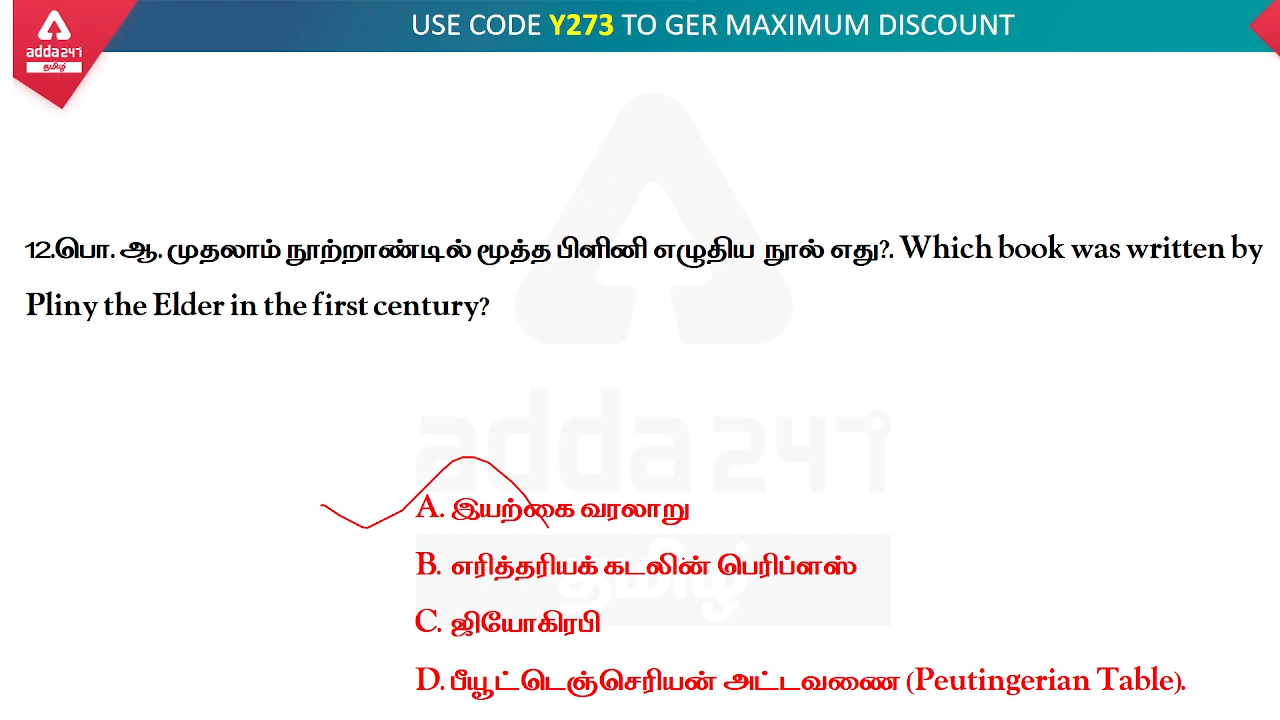 USE CODE Y273 TO GER MAXIMUM DISCOUNT
adda247
தமிழ்
12.பொ. ஆ. முதலாம் நூற்றாண்டில் மூத்த பிளினி எழுதிய நூல் எது?. Which book was written by
Pliny the Elder in the first century?
adda247
தமிழ்
A. இயற்கை வரலாறு
B. எரித்தரியக் கடலின் பெரிப்ளஸ்
C. ஜியோகிரபி
D. பீயூட்டெஞ்செரியன் அட்டவணை (Peutingerian Table).